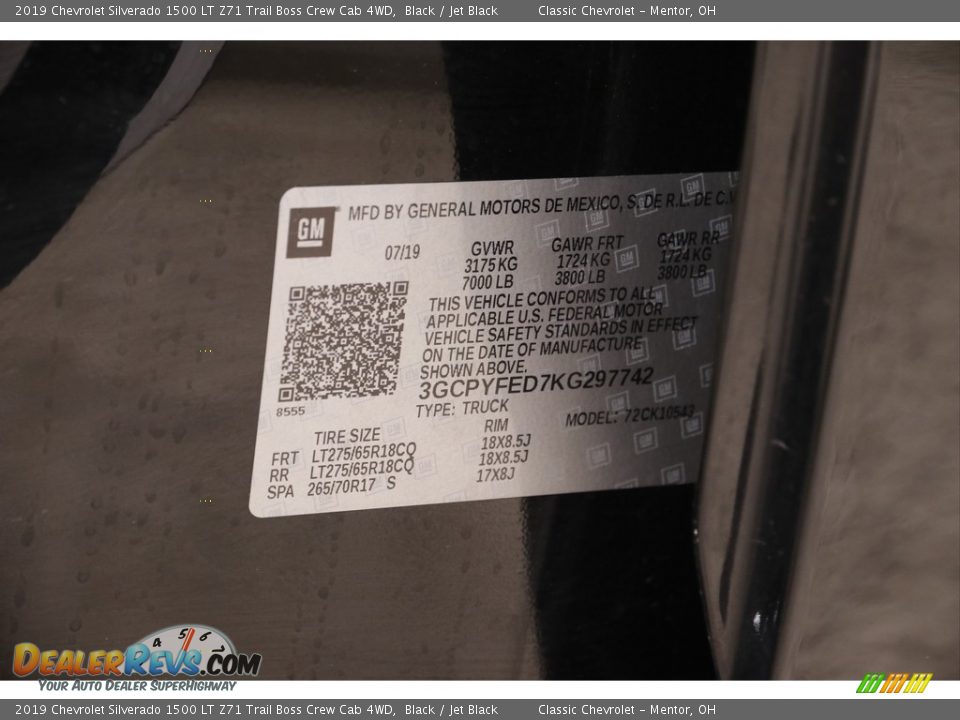 2019 Chevrolet Silverado 1500 LT Z71 Trail Boss Crew Cab 4WD, Black / Jet Black Classic Chevrolet – Mentor, OH
GM MFD BY GENERAL MOTORS DE MEXICO, S. DE R.L. DE C.V
07/19 GVWR GAWR FRT GAWR RR
3175 KG 1724 KG 1724 KG
7000 LB 3800 LB 3800 LB
THIS VEHICLE CONFORMS TO ALL
APPLICABLE U.S. FEDERAL MOTOR
VEHICLE SAFETY STANDARDS IN EFFECT
ON THE DATE OF MANUFACTURE
SHOWN ABOVE.
3GCPYFED7KG297742
8555 TYPE: TRUCK MODEL: 72CK10543
TIRE SIZE RIM
FRT LT275/65R18CQ 18X8.5J
RR LT275/65R18CQ 18X8.5J
SPA 265/70R17 S 17X8J
4 5 6
DEALERREVS.COM
YOUR AUTO DEALER SUPERHIGHWAY
2019 Chevrolet Silverado 1500 LT Z71 Trail Boss Crew Cab 4WD, Black / Jet Black Classic Chevrolet – Mentor, OH